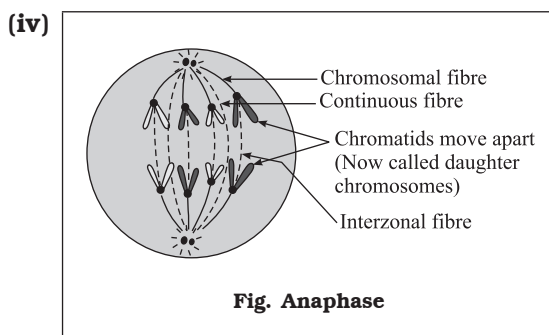 (iv)
Chromosomal fibre
Continuous fibre
Chromatids move apart
(Now called daughter
chromosomes)
Interzonal fibre
Fig. Anaphase